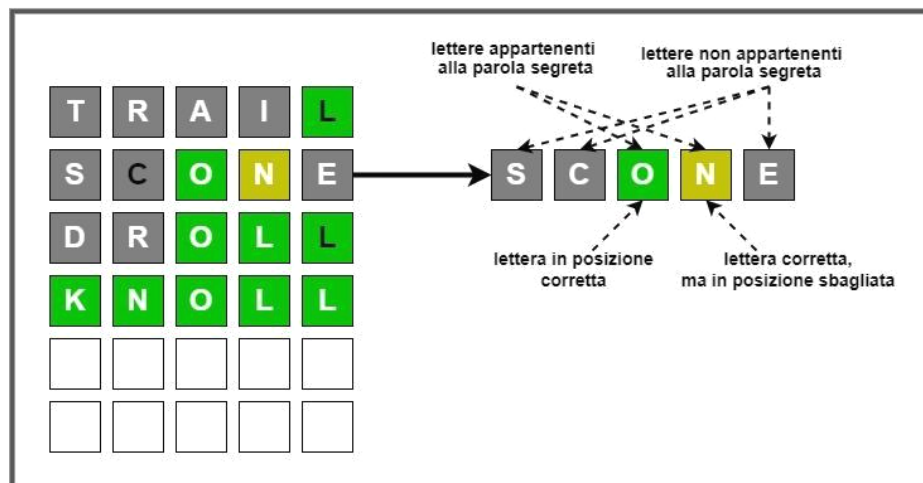 lettere appartenenti
alla parola segreta
lettere non appartenenti
alla parola segreta
T R A I L
S C O N E
S C O N E
D R O L L
lettera in posizione
corretta
lettera corretta,
ma in posizione sbagliata
K N O L L